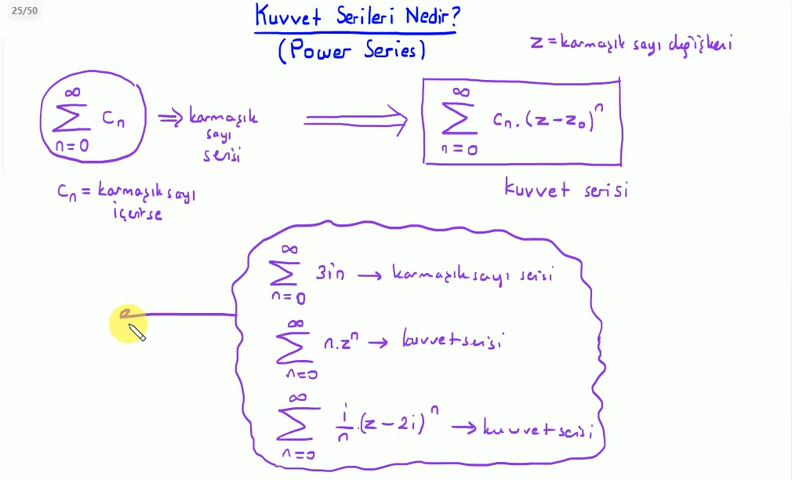 25/50
Kuvvet Serileri Nedir?
(Power Series)
z = karmaşık sayı değişkeni
∞
∑ Cₙ ⇒ karmaşık sayı serisi
n=0
Cₙ = karmaşık sayı
içerirse
∞
∑ Cₙ.(z-z₀)ⁿ
n=0
kuvvet serisi
∞
∑ 3in → karmaşık sayı serisi
n=0
∞
∑ n.zⁿ → kuvvet serisi
n=0
∞
∑ i/n.(z-2i)ⁿ → kuvvet serisi
n=0